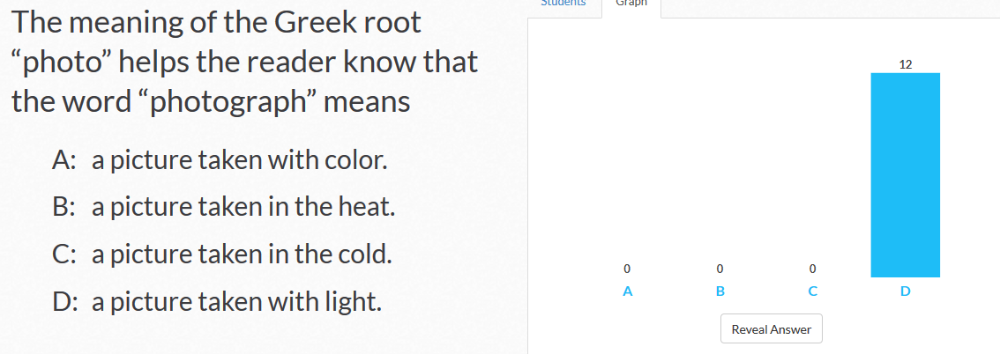 The meaning of the Greek root
“photo” helps the reader know that
the word “photograph” means
A: a picture taken with color.
B: a picture taken in the heat.
C: a picture taken in the cold.
D: a picture taken with light.
Students Graph
12
0 0 0
A B C D
Reveal Answer